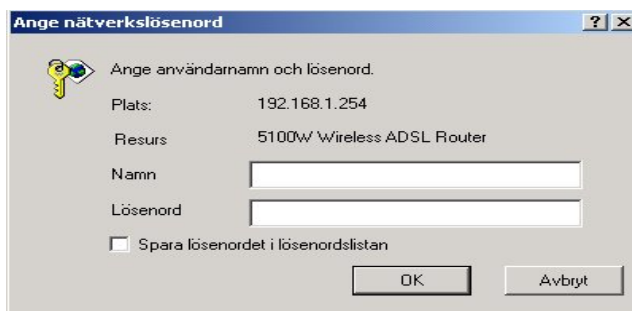 Ange nätverkslösenord
Ange användarnamn och lösenord.
Plats: 192.168.1.254
Resurs 5100W Wireless ADSL Router
Namn
Lösenord
Spara lösenordet i lösenordslistan
OK Avbryt